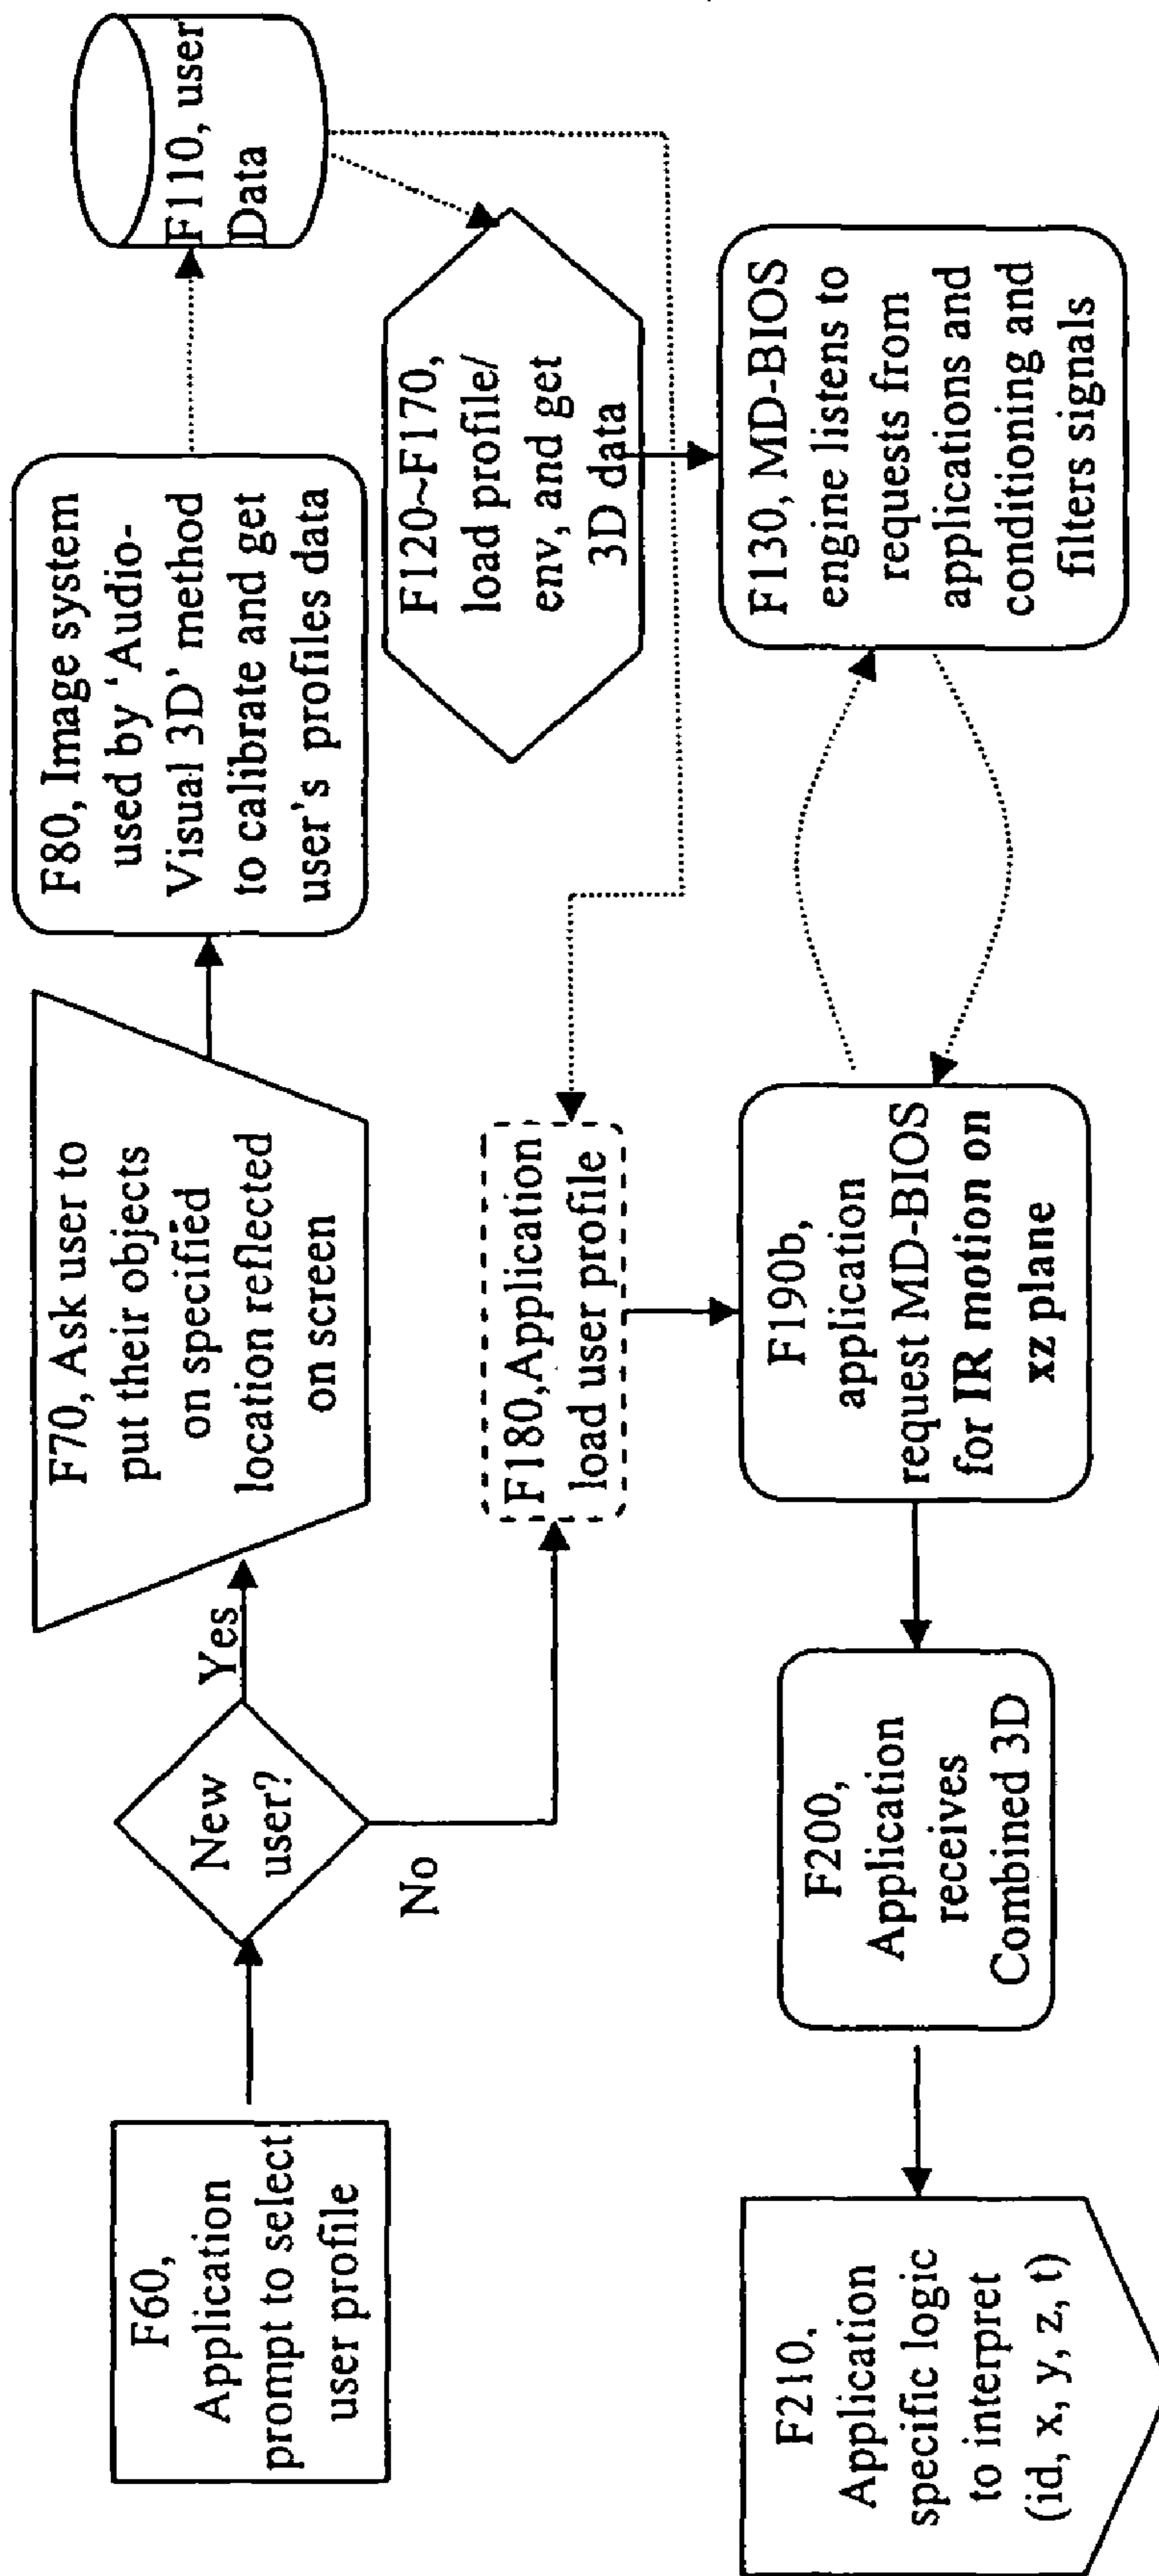 F60,
Application
prompt to select
user profile
New
user?
Yes
No
F70, Ask user to
put their objects
on specified
location reflected
on screen
F80, Image system
used by ‘Audio-
Visual 3D’ method
to calibrate and get
user's profiles data
F110, user
Data
F120~F170,
load profile/
env, and get
3D data
F180,Application
load user profile
F130, MD-BIOS
engine listens to
requests from
applications and
conditioning and
filters signals
F190b,
application
request MD-BIOS
for IR motion on
xz plane
F200,
Application
receives
Combined 3D
F210,
Application
specific logic
to interpret
(id, x, y, z, t)